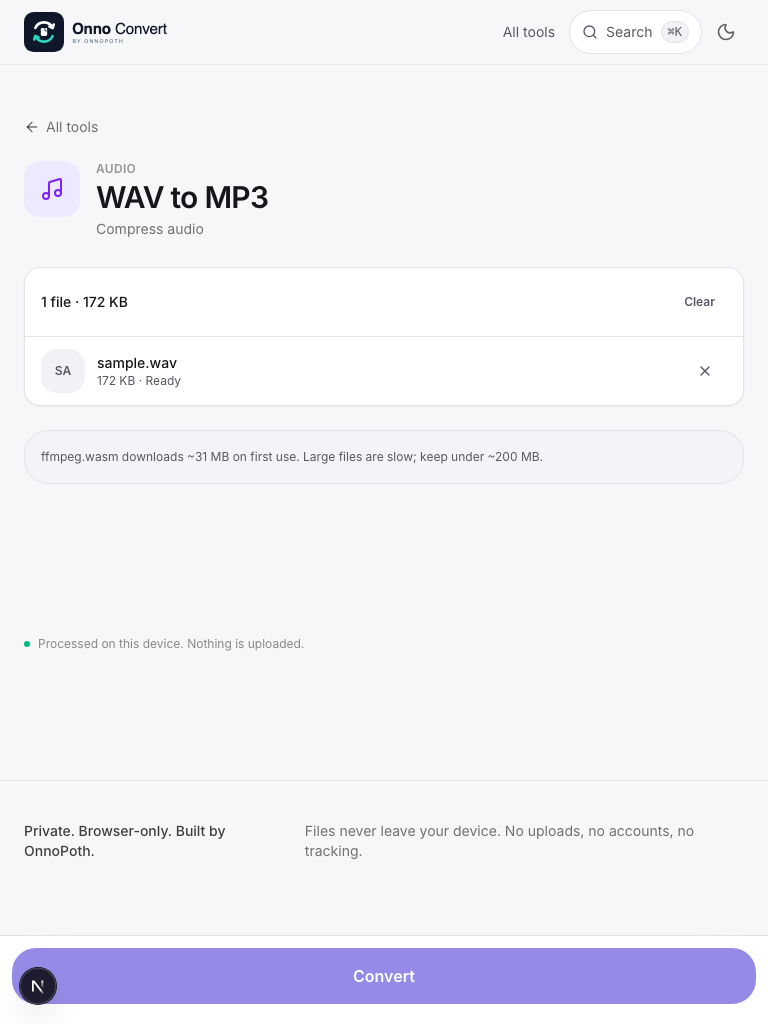 Onno Convert
BY ONNOPOTH
All tools
Search
⌘K
All tools
AUDIO
WAV to MP3
Compress audio
1 file · 172 KB
Clear
SA
sample.wav
172 KB · Ready
ffmpeg.wasm downloads ~31 MB on first use. Large files are slow; keep under ~200 MB.
Processed on this device. Nothing is uploaded.
Private. Browser-only. Built by
OnnoPoth.
Files never leave your device. No uploads, no accounts, no
tracking.
Convert
N